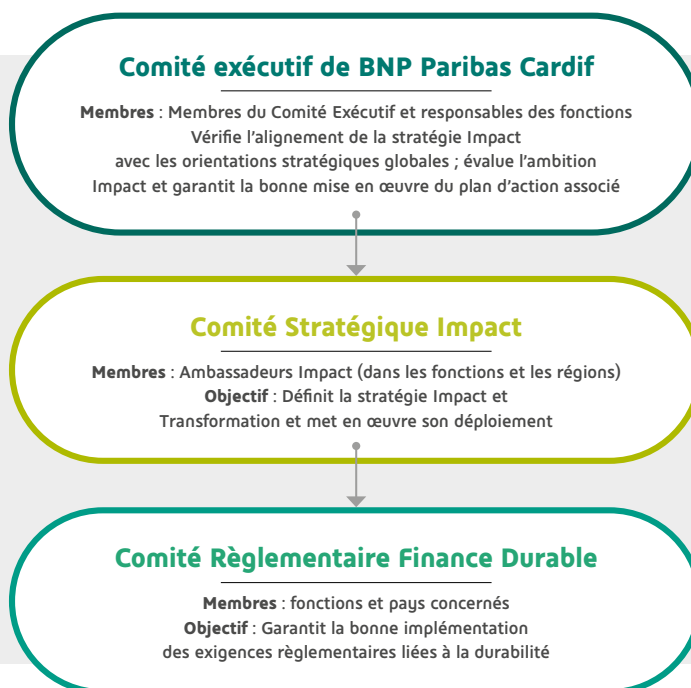 Comité exécutif de BNP Paribas Cardif
Membres : Membres du Comité Exécutif et responsables des fonctions
Vérifie l’alignement de la stratégie Impact
avec les orientations stratégiques globales ; évalue l’ambition
Impact et garantit la bonne mise en œuvre du plan d’action associé
Comité Stratégique Impact
Membres : Ambassadeurs Impact (dans les fonctions et les régions)
Objectif : Définit la stratégie Impact et
Transformation et met en œuvre son déploiement
Comité Règlementaire Finance Durable
Membres : fonctions et pays concernés
Objectif : Garantit la bonne implémentation
des exigences règlementaires liées à la durabilité